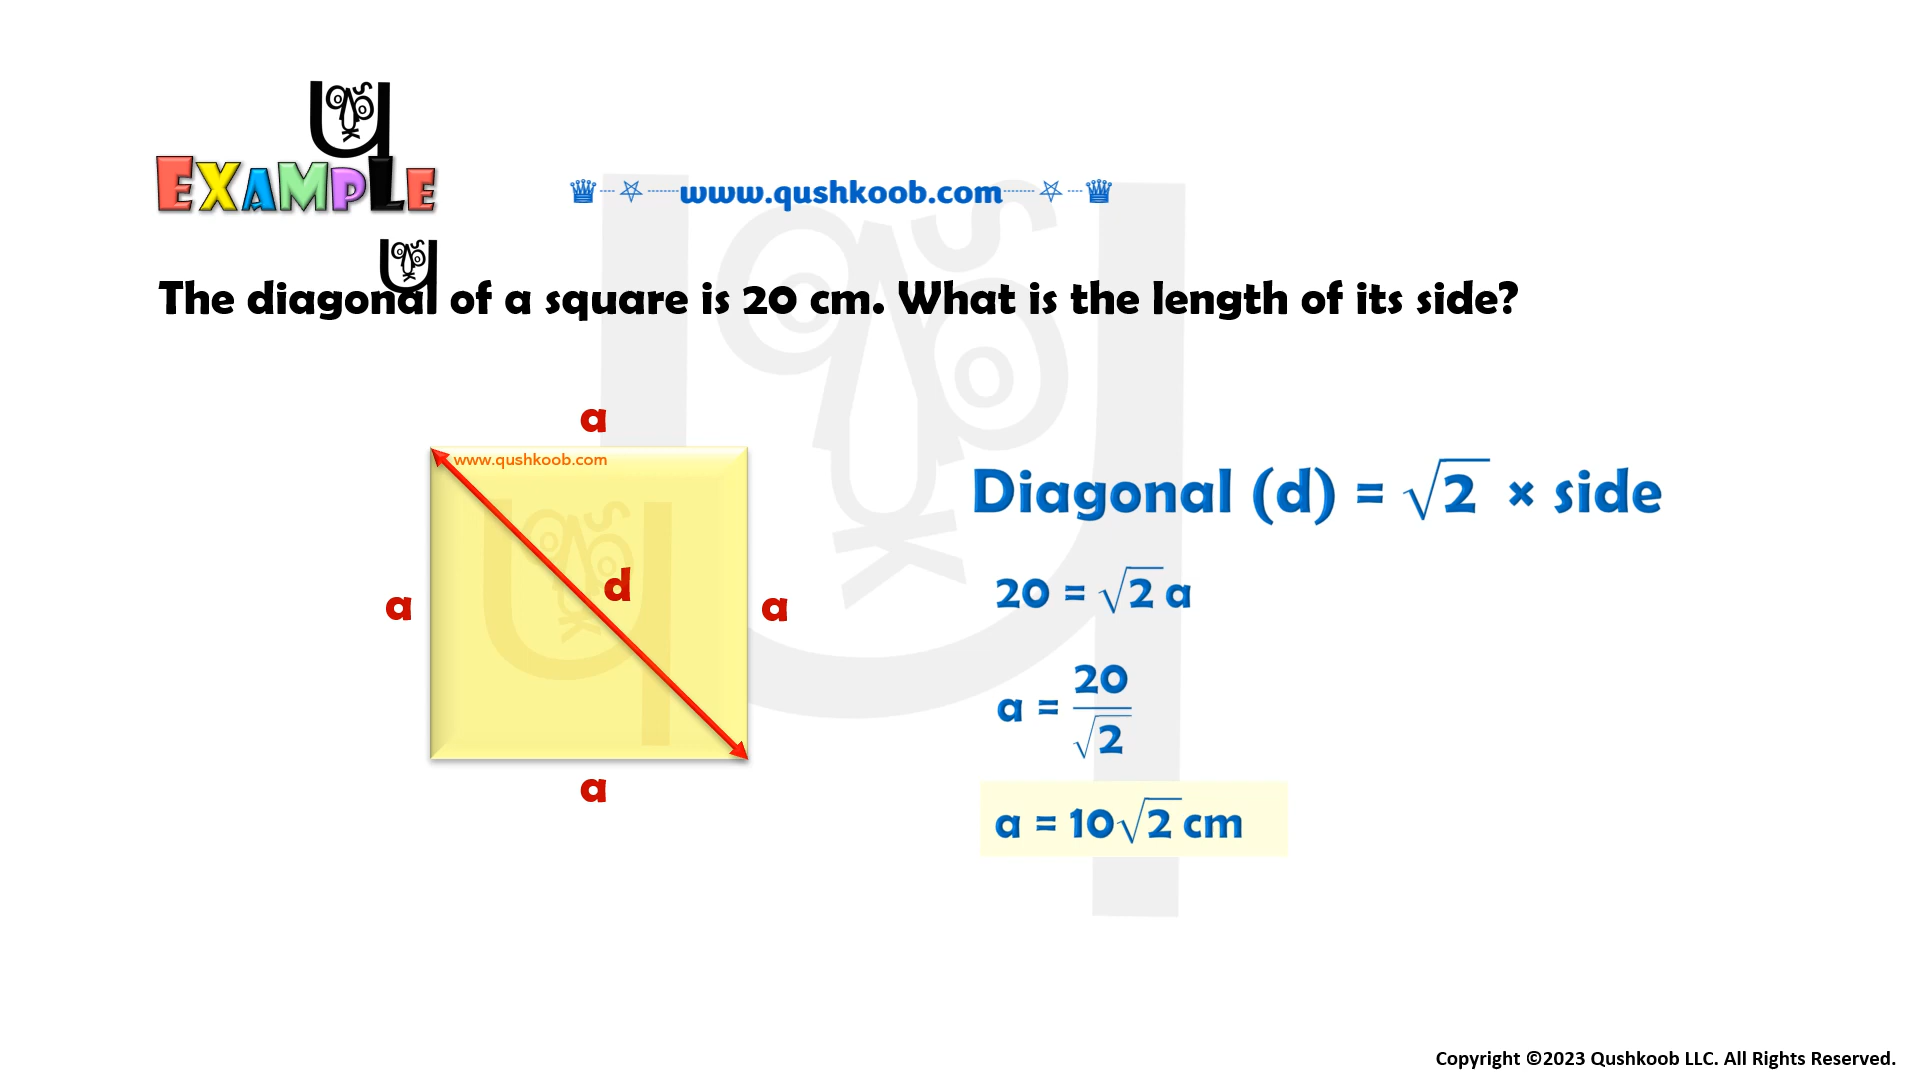 EXAMPLE
www.qushkoob.com
The diagonal of a square is 20 cm. What is the length of its side?
a
www.qushkoob.com
d
a
a
a
Diagonal (d) = √2 × side
20 = √2 a
a = 20/√2
a = 10√2 cm
Copyright ©2023 Qushkoob LLC. All Rights Reserved.